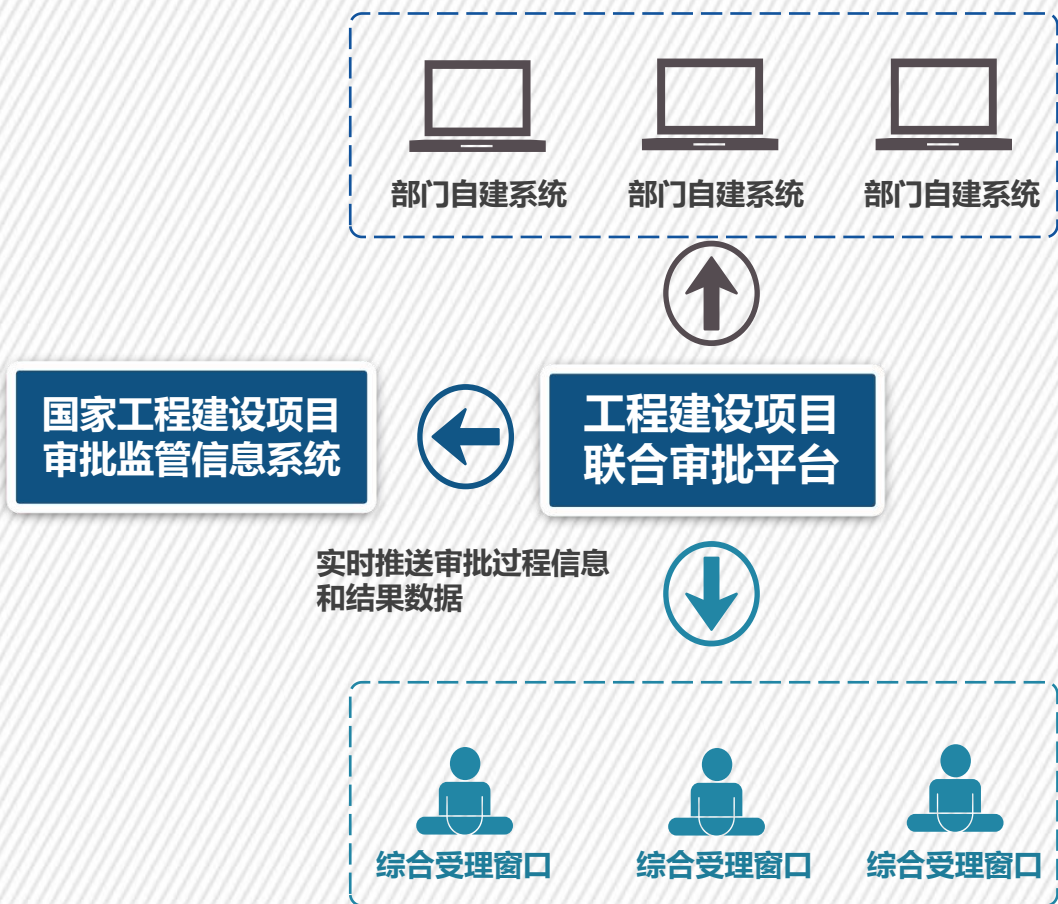 部门自建系统 部门自建系统 部门自建系统
国家工程建设项目
审批监管信息系统
工程建设项目
联合审批平台
实时推送审批过程信息
和结果数据
综合受理窗口 综合受理窗口 综合受理窗口